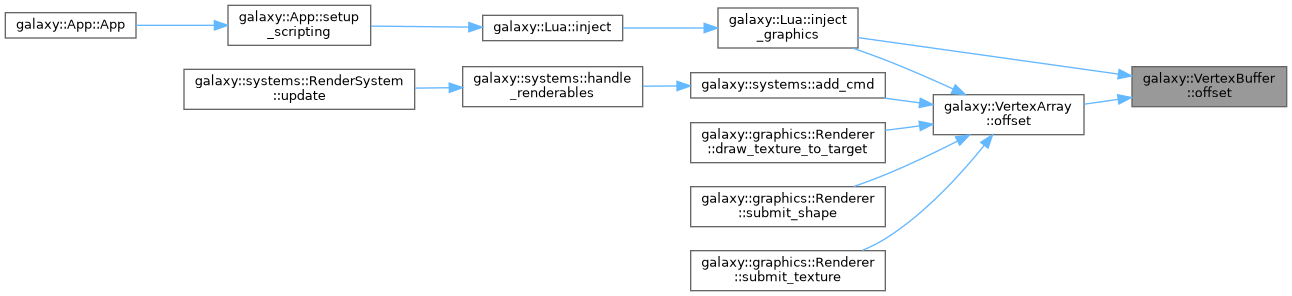 galaxy::App::App
galaxy::App::setup
_scripting
galaxy::Lua::inject
galaxy::Lua::inject
_graphics
galaxy::systems::RenderSystem
::update
galaxy::systems::handle
_renderables
galaxy::systems::add_cmd
galaxy::graphics::Renderer
::draw_texture_to_target
galaxy::graphics::Renderer
::submit_shape
galaxy::graphics::Renderer
::submit_texture
galaxy::VertexArray
::offset
galaxy::VertexBuffer
::offset